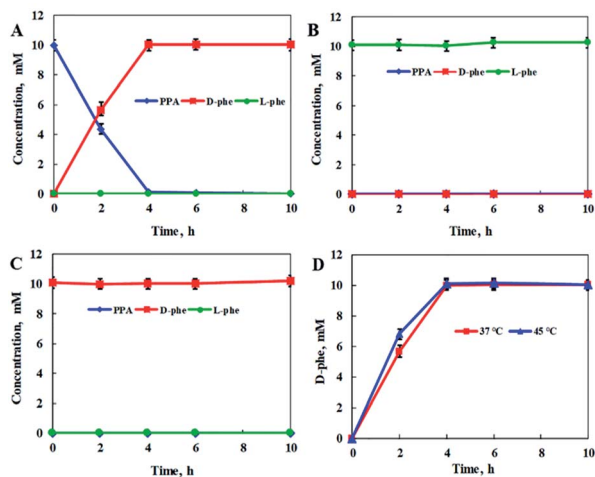 A
Concentration, mM
12
10
8
6
4
2
0
PPA D-phe L-phe
0 2 4 6 8 10
Time, h
B
Concentration, mM
12
10
8
6
4
2
0
PPA D-phe L-phe
0 2 4 6 8 10
Time, h
C
Concentration, mM
12
10
8
6
4
2
0
PPA D-phe L-phe
0 2 4 6 8 10
Time, h
D
D-phe, mM
12
10
8
6
4
2
0
37 °C 45 °C
0 2 4 6 8 10
Time, h